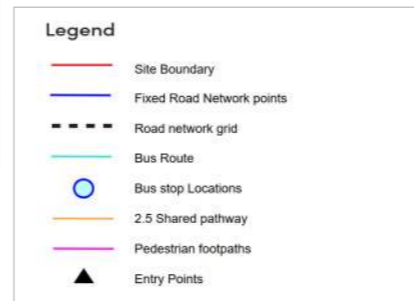 Legend
Site Boundary
Fixed Road Network points
Road network grid
Bus Route
Bus stop Locations
2.5 Shared pathway
Pedestrian footpaths
Entry Points